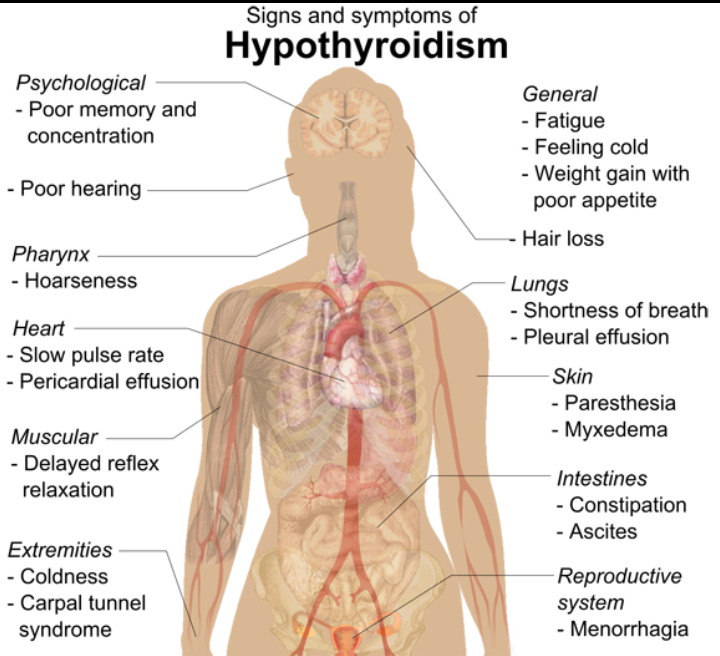 Signs and symptoms of
Hypothyroidism
Psychological
- Poor memory and
concentration
- Poor hearing
Pharynx
- Hoarseness
Heart
- Slow pulse rate
- Pericardial effusion
Muscular
- Delayed reflex
relaxation
Extremities
- Coldness
- Carpal tunnel
syndrome
General
- Fatigue
- Feeling cold
- Weight gain with
poor appetite
- Hair loss
Lungs
- Shortness of breath
- Pleural effusion
Skin
- Paresthesia
- Myxedema
Intestines
- Constipation
- Ascites
Reproductive
system
- Menorrhagia